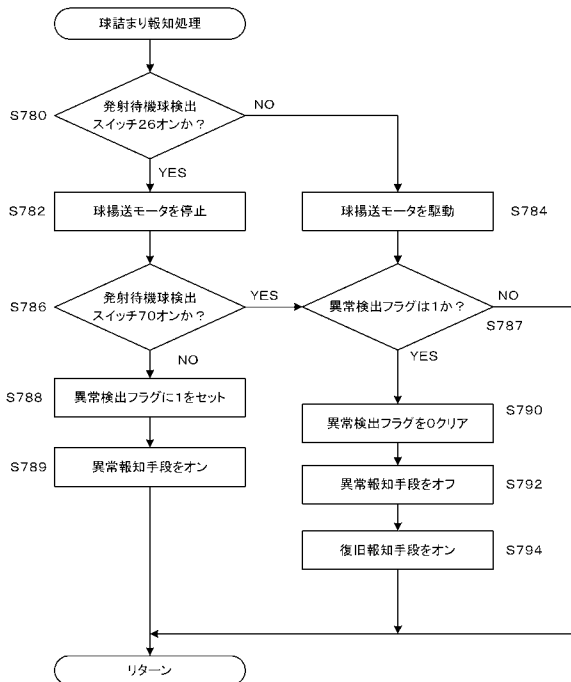 球詰まり報知処理
S780
発射待機球検出
スイッチ26オンか？
NO
YES
S782
球揚送モータを停止
球揚送モータを駆動
S784
S786
発射待機球検出
スイッチ70オンか？
YES
異常検出フラグは1か？
NO
S787
NO
YES
S788
異常検出フラグに1をセット
異常検出フラグを0クリア
S790
S789
異常報知手段をオン
異常報知手段をオフ
S792
復旧報知手段をオン
S794
リターン